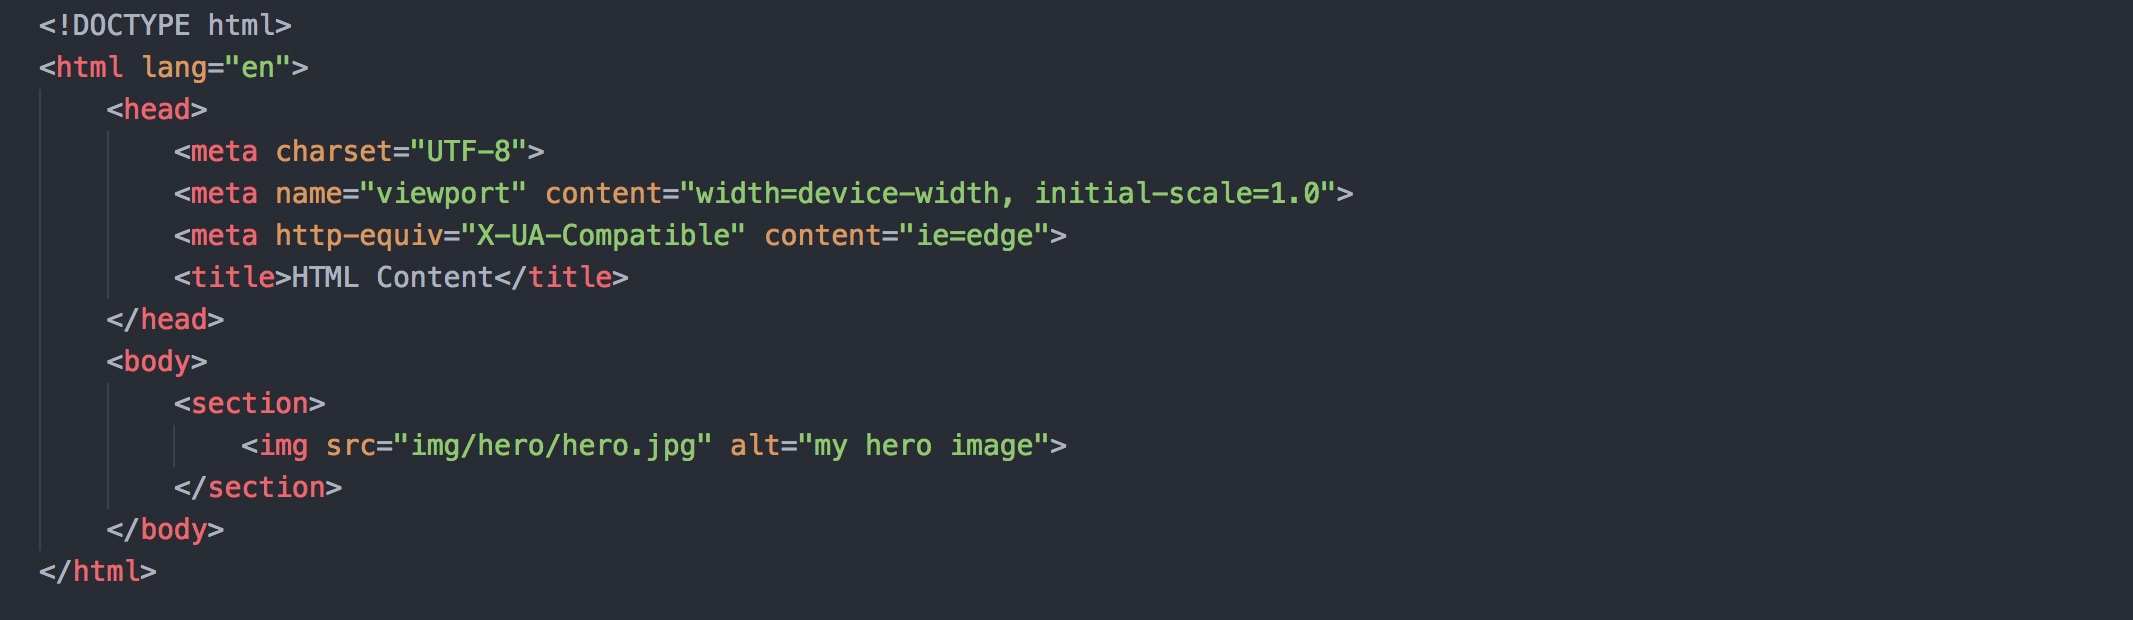 <!DOCTYPE html>
<html lang="en">
    <head>
        <meta charset="UTF-8">
        <meta name="viewport" content="width=device-width, initial-scale=1.0">
        <meta http-equiv="X-UA-Compatible" content="ie=edge">
        <title>HTML Content</title>
    </head>
    <body>
        <section>
            <img src="img/hero/hero.jpg" alt="my hero image">
        </section>
    </body>
</html>